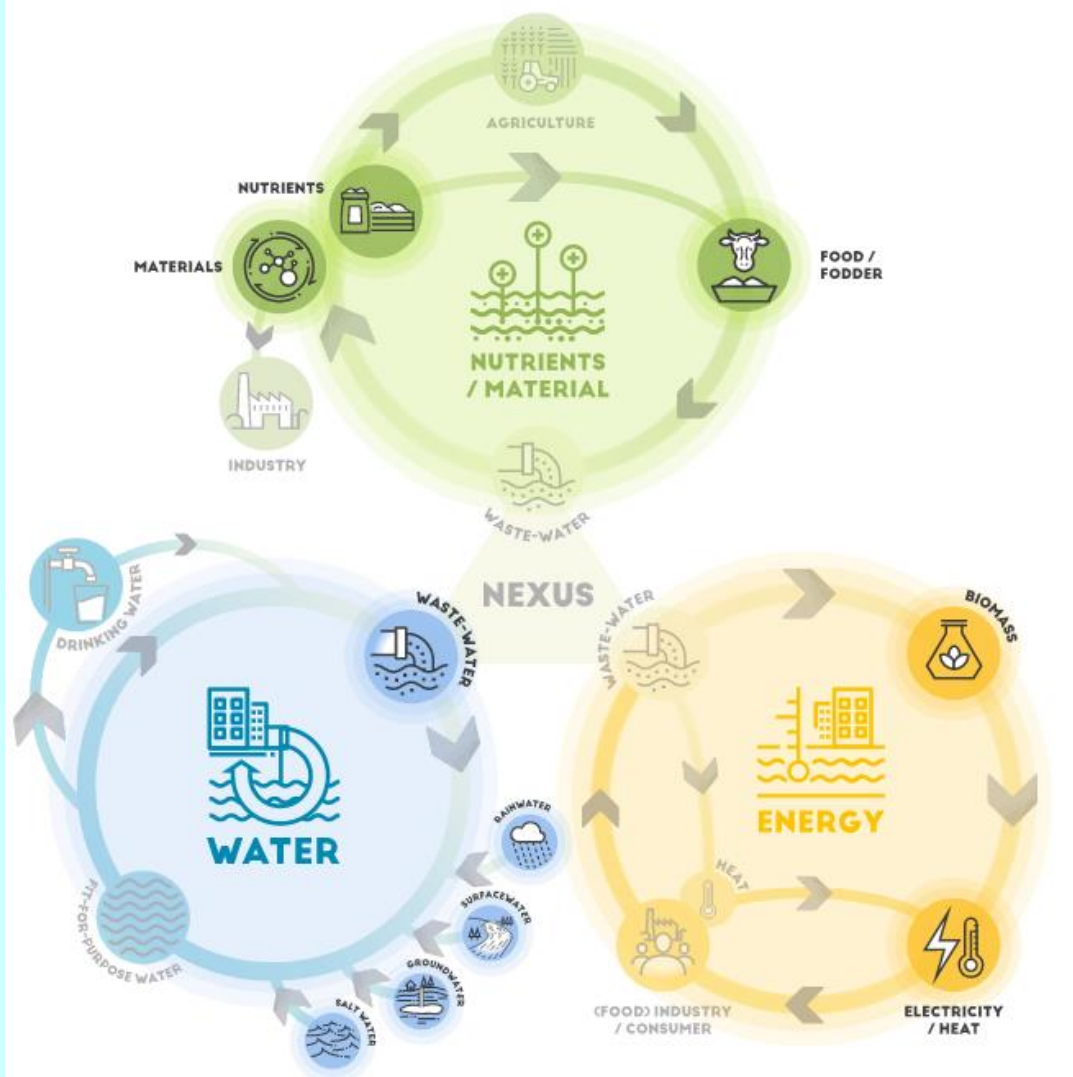 AGRICULTURE
NUTRIENTS
MATERIALS
FOOD /
FODDER
NUTRIENTS
/ MATERIAL
INDUSTRY
WASTE-WATER
NEXUS
DRINKING WATER
WASTE-WATER
WATER
FIT-FOR-PURPOSE WATER
RAINWATER
SURFACEWATER
GROUNDWATER
SALT WATER
WASTE-WATER
BIOMASS
ENERGY
HEAT
(FOOD) INDUSTRY
/ CONSUMER
ELECTRICITY
/ HEAT